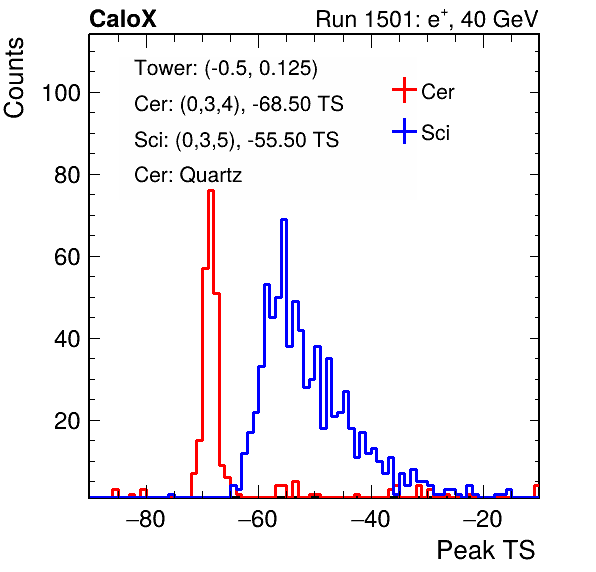 CaloX Run 1501: e⁺, 40 GeV
Counts
Tower: (-0.5, 0.125)
Cer: (0,3,4), -68.50 TS
Sci: (0,3,5), -55.50 TS
Cer: Quartz
Cer
Sci
100
80
60
40
20
−80 −60 −40 −20
Peak TS